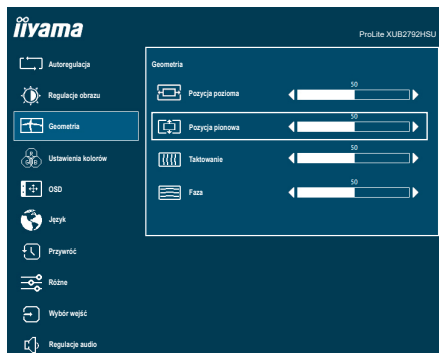 iiyama
ProLite XUB2792HSU
Autoregulacja
Regulacje obrazu
Geometria
Ustawienia kolorów
OSD
Język
Przywróć
Różne
Wybór wejść
Regulacje audio
Geometria
Pozycja pozioma
50
Pozycja pionowa
50
Taktowanie
50
Faza
50